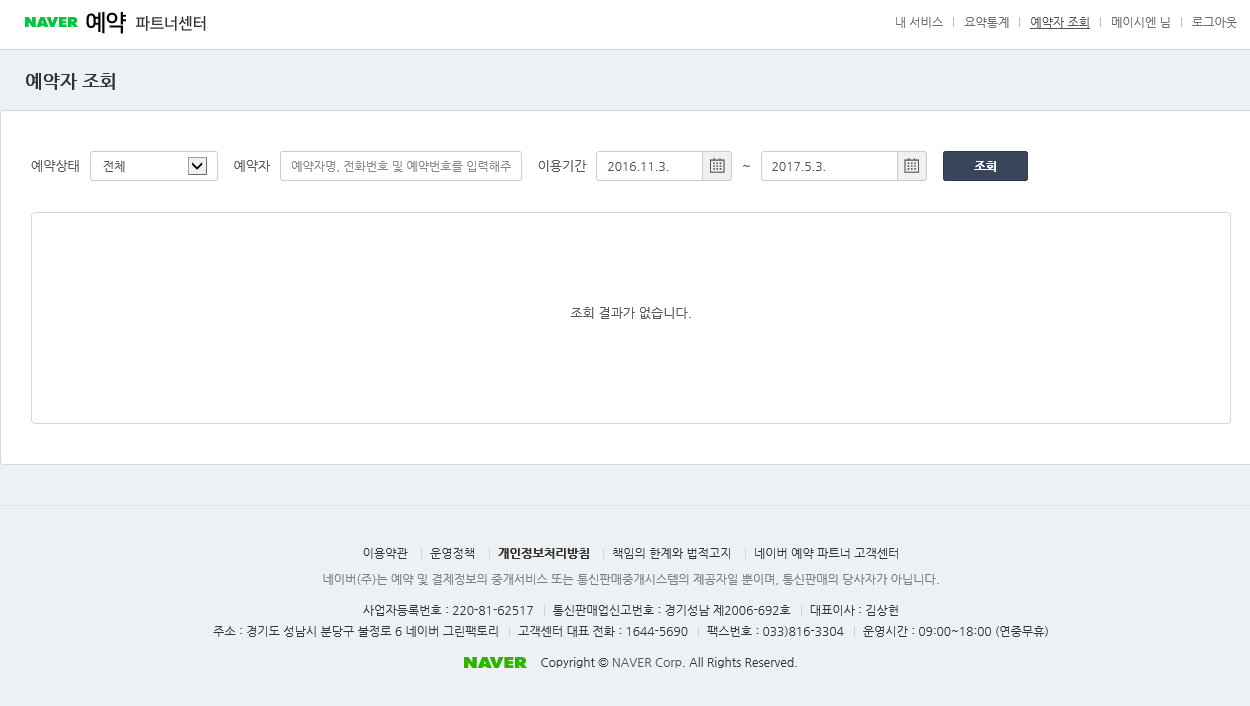 NAVER 예약 파트너센터 내 서비스 요약통계 예약자 조회 메이시엔 님 로그아웃
예약자 조회
예약상태 전체 예약자 예약자명, 전화번호 및 예약번호를 입력해주 이용기간 2016.11.3. ~ 2017.5.3. 조회
조회 결과가 없습니다.
이용약관 운영정책 개인정보처리방침 책임의 한계와 법적고지 네이버 예약 파트너 고객센터
네이버(주)는 예약 및 결제정보의 중개서비스 또는 통신판매중개시스템의 제공자일 뿐이며, 통신판매의 당사자가 아닙니다.
사업자등록번호 : 220-81-62517 통신판매업신고번호 : 경기성남 제2006-692호 대표이사 : 김상헌
주소 : 경기도 성남시 분당구 불정로 6 네이버 그린팩토리 고객센터 대표 전화 : 1644-5690 팩스번호 : 033)816-3304 운영시간 : 09:00~18:00 (연중무휴)
NAVER Copyright © NAVER Corp. All Rights Reserved.